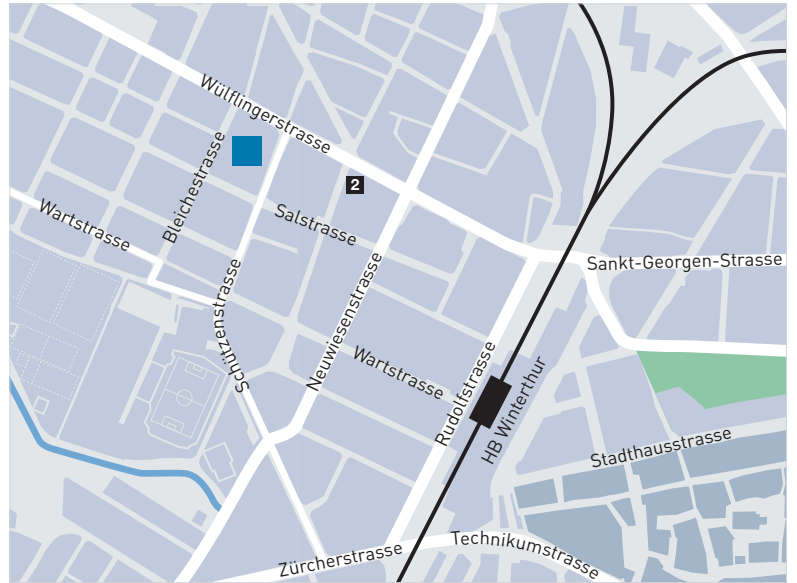 Wülflingerstrasse
Bleichestrasse
2
Wartstrasse
Salstrasse
Sankt-Georgen-Strasse
Schützenstrasse
Neuwiesenstrasse
Wartstrasse
Rudolfstrasse
HB Winterthur
Stadthausstrasse
Zürcherstrasse
Technikumstrasse